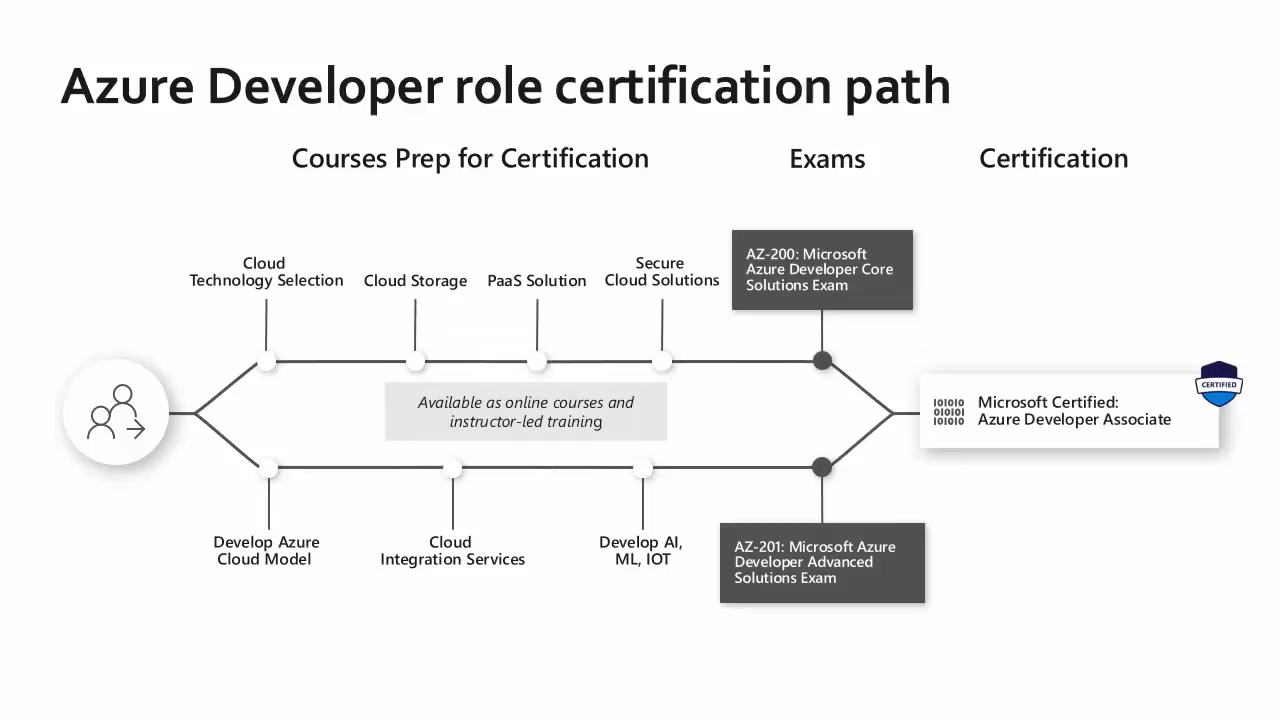 Azure Developer role certification path
Courses Prep for Certification
Exams
Certification
Cloud
Technology Selection
Cloud Storage
PaaS Solution
Secure
Cloud Solutions
AZ-200: Microsoft
Azure Developer Core
Solutions Exam
Available as online courses and
instructor-led training
CERTIFIED
IOIOIO
OIOIOI
IOIOIO
Microsoft Certified:
Azure Developer Associate
Develop Azure
Cloud Model
Cloud
Integration Services
Develop AI,
ML, IOT
AZ-201: Microsoft Azure
Developer Advanced
Solutions Exam